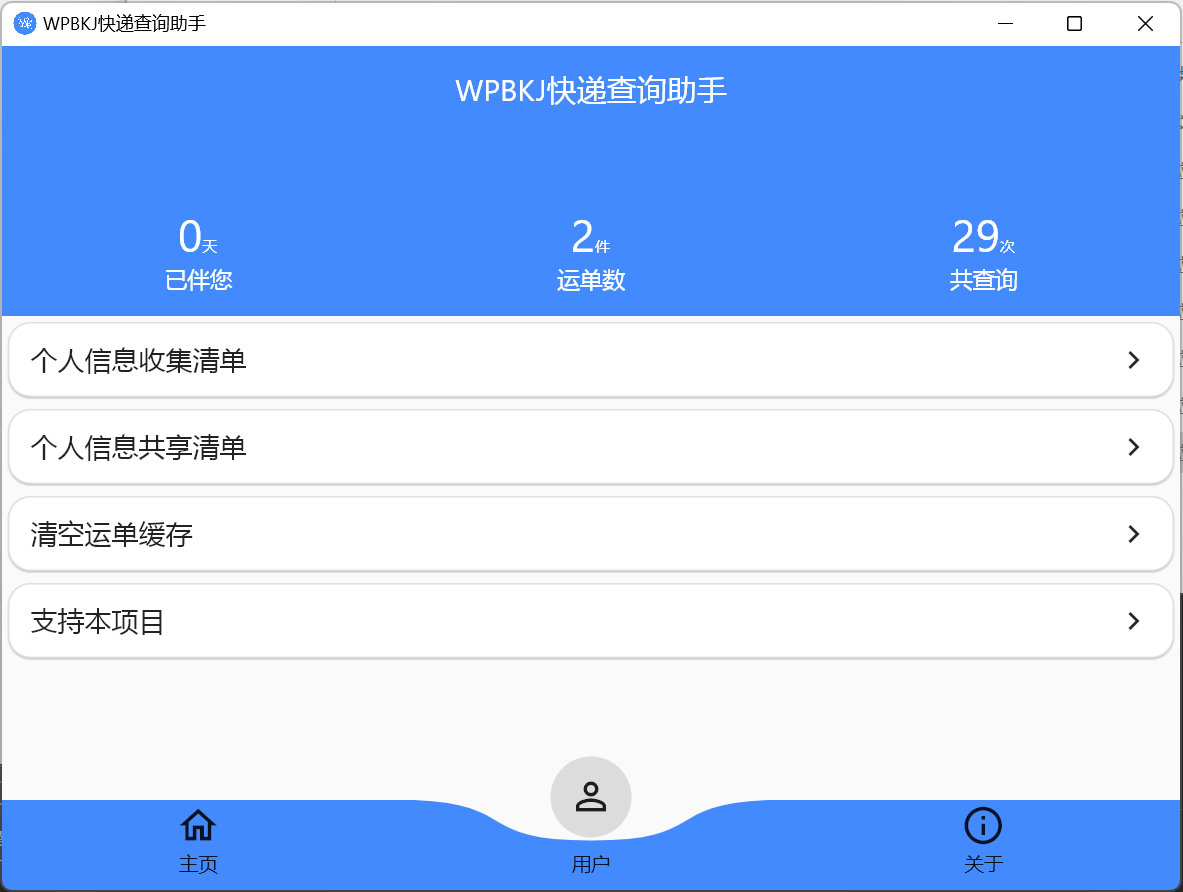 WPBKJ快递查询助手
WPBKJ快递查询助手
0天 2件 29次
已伴您 运单数 共查询
个人信息收集清单
个人信息共享清单
清空运单缓存
支持本项目
主页 用户 关于